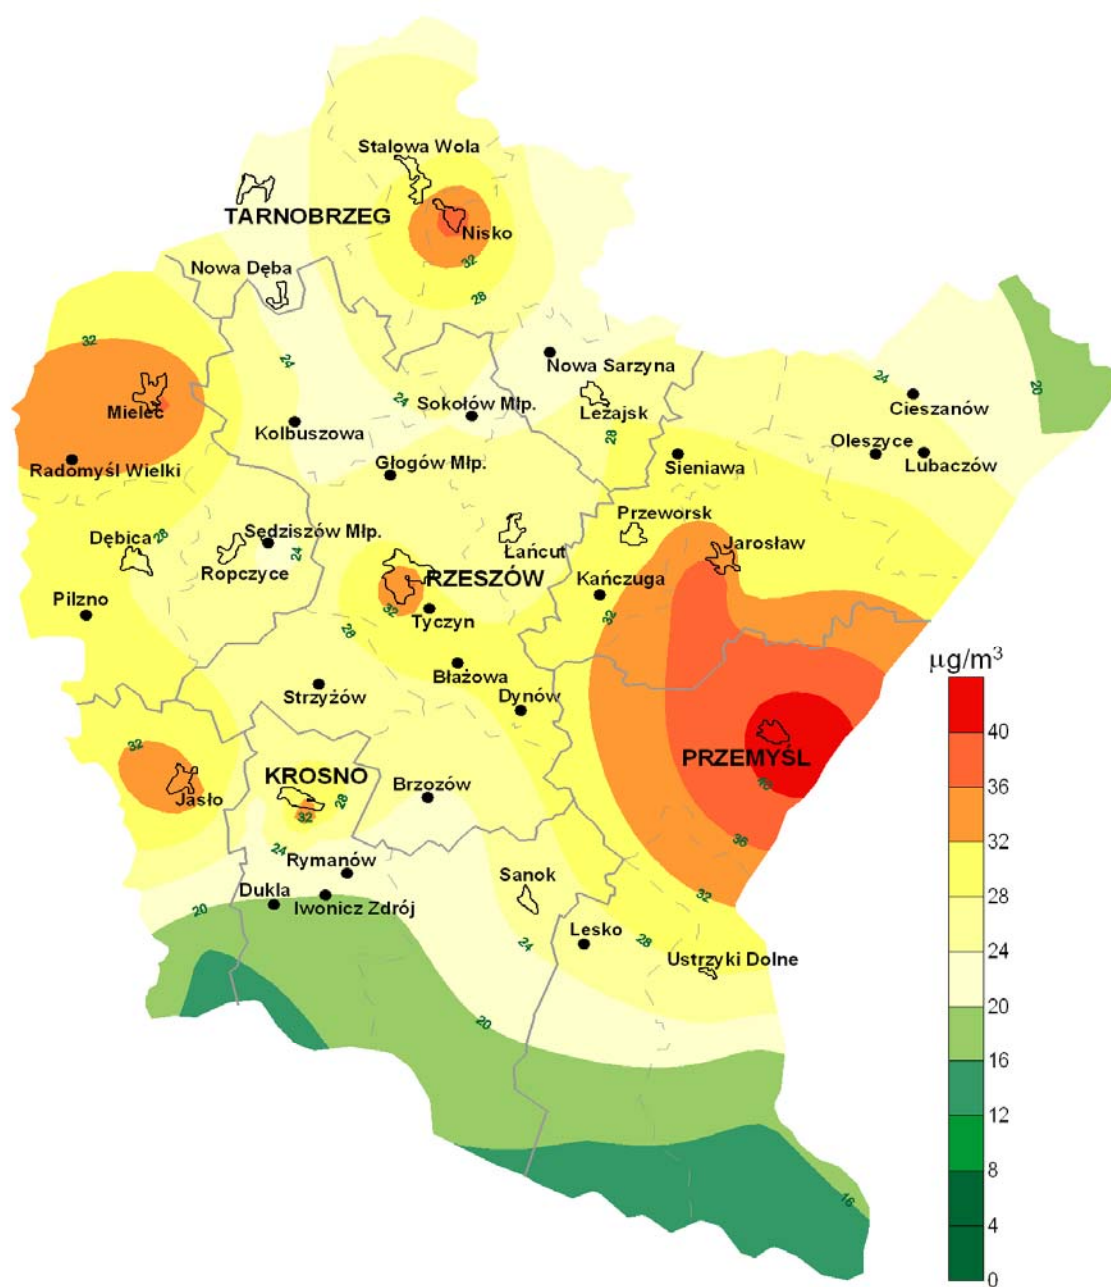 Stalowa Wola
TARNOBRZEG
Nisko
32
Nowa Dęba
28
32
24
Nowa Sarzyna
24
20
24
Sokołów Młp.
Leżajsk
Cieszanów
Mielec
Kolbuszowa
28
Oleszyce
Radomyśl Wielki
Głogów Młp.
Sieniawa
Lubaczów
Przeworsk
Dębica
28
Sędziszów Młp.
Łańcut
Jarosław
24
Ropczyce
RZESZÓW
Kańczuga
Pilzno
32
Tyczyn
32
28
µg/m³
Błażowa
Strzyżów
Dynów
40
32
PRZEMYŚL
KROSNO
Brzozów
40
36
Jasło
28
32
36
32
24
Rymanów
Sanok
32
28
Dukla
Iwonicz Zdrój
20
24
Lesko
28
24
Ustrzyki Dolne
20
20
16
12
8
16
4
0